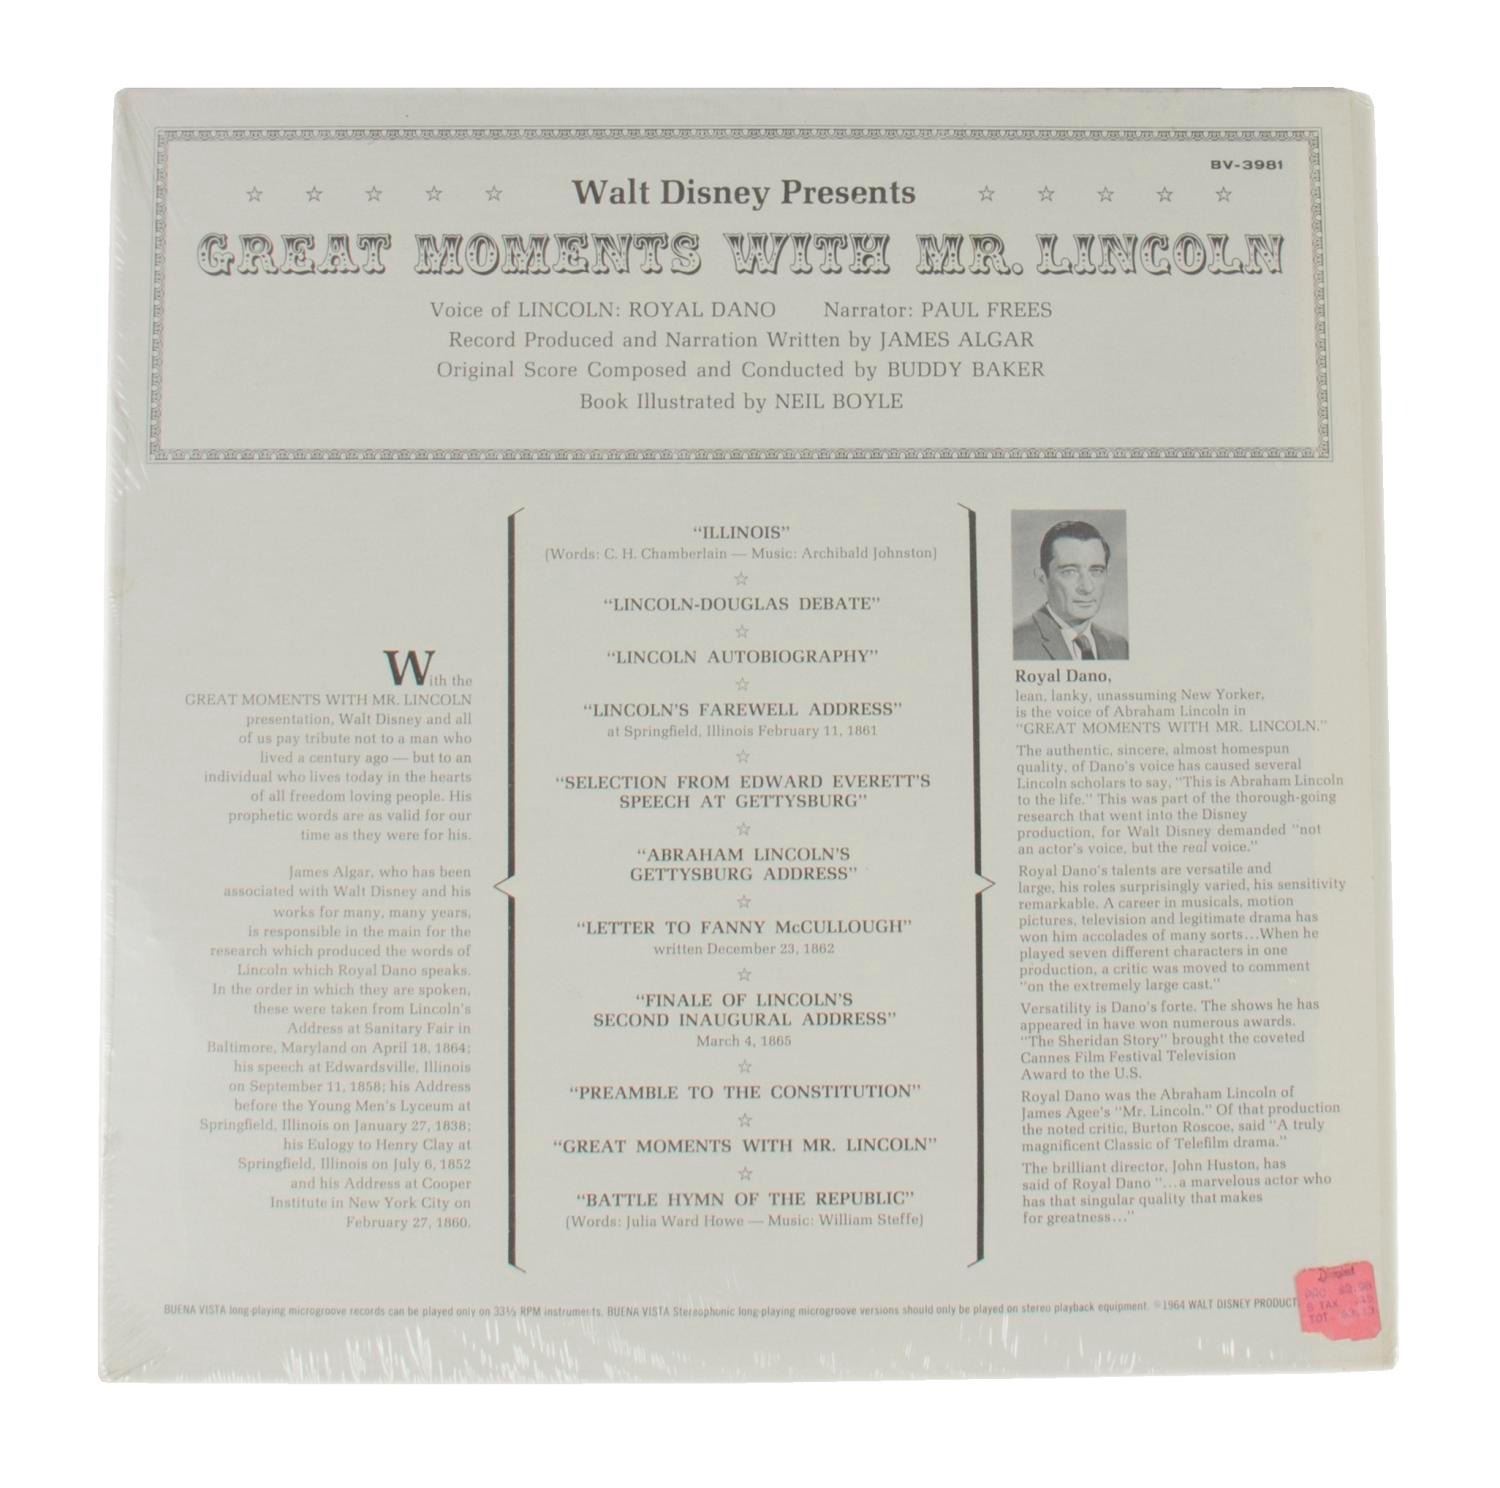 BV-3981
Walt Disney Presents
GREAT MOMENTS WITH MR. LINCOLN
Voice of LINCOLN: ROYAL DANO Narrator: PAUL FREES
Record Produced and Narration Written by JAMES ALGAR
Original Score Composed and Conducted by BUDDY BAKER
Book Illustrated by NEIL BOYLE
With the
GREAT MOMENTS WITH MR. LINCOLN
presentation, Walt Disney and all
of us pay tribute not to a man who
lived a century ago — but to an
individual who lives today in the hearts
of all freedom loving people. His
prophetic words are as valid for our
time as they were for his.
James Algar, who has been
associated with Walt Disney and his
works for many, many years,
is responsible in the main for the
research which produced the words of
Lincoln which Royal Dano speaks.
In the order in which they are spoken,
these were taken from Lincoln's
Address at Sanitary Fair in
Baltimore, Maryland on April 18, 1864;
his speech at Edwardsville, Illinois
on September 11, 1858; his Address
before the Young Men's Lyceum at
Springfield, Illinois on January 27, 1838;
his Eulogy to Henry Clay at
Springfield, Illinois on July 6, 1852
and his Address at Cooper
Institute in New York City on
February 27, 1860.
"ILLINOIS"
(Words: C. H. Chamberlain — Music: Archibald Johnston)
"LINCOLN-DOUGLAS DEBATE"
"LINCOLN AUTOBIOGRAPHY"
"LINCOLN'S FAREWELL ADDRESS"
at Springfield, Illinois February 11, 1861
"SELECTION FROM EDWARD EVERETT'S
SPEECH AT GETTYSBURG"
"ABRAHAM LINCOLN'S
GETTYSBURG ADDRESS"
"LETTER TO FANNY McCULLOUGH"
written December 23, 1862
"FINALE OF LINCOLN'S
SECOND INAUGURAL ADDRESS"
March 4, 1865
"PREAMBLE TO THE CONSTITUTION"
"GREAT MOMENTS WITH MR. LINCOLN"
"BATTLE HYMN OF THE REPUBLIC"
(Words: Julia Ward Howe — Music: William Steffe)
Royal Dano,
lean, lanky, unassuming New Yorker,
is the voice of Abraham Lincoln in
"GREAT MOMENTS WITH MR. LINCOLN."
The authentic, sincere, almost homespun
quality, of Dano's voice has caused several
Lincoln scholars to say, "This is Abraham Lincoln
to the life." This was part of the thorough-going
research that went into the Disney
production, for Walt Disney demanded "not
an actor's voice, but the real voice."
Royal Dano's talents are versatile and
large, his roles surprisingly varied, his sensitivity
remarkable. A career in musicals, motion
pictures, television and legitimate drama has
won him accolades of many sorts...When he
played seven different characters in one
production, a critic was moved to comment
"on the extremely large cast."
Versatility is Dano's forte. The shows he has
appeared in have won numerous awards.
"The Sheridan Story" brought the coveted
Cannes Film Festival Television
Award to the U.S.
Royal Dano was the Abraham Lincoln of
James Agee's "Mr. Lincoln." Of that production
the noted critic, Burton Roscoe, said "A truly
magnificent Classic of Telefilm drama."
The brilliant director, John Huston, has
said of Royal Dano "...a marvelous actor who
has that singular quality that makes
for greatness..."
BUENA VISTA long-playing microgroove records can be played only on 33⅓ RPM instruments. BUENA VISTA Stereophonic long-playing microgroove versions should only be played on stereo playback equipment. ©1964 WALT DISNEY PRODUCT
TAX
TOT